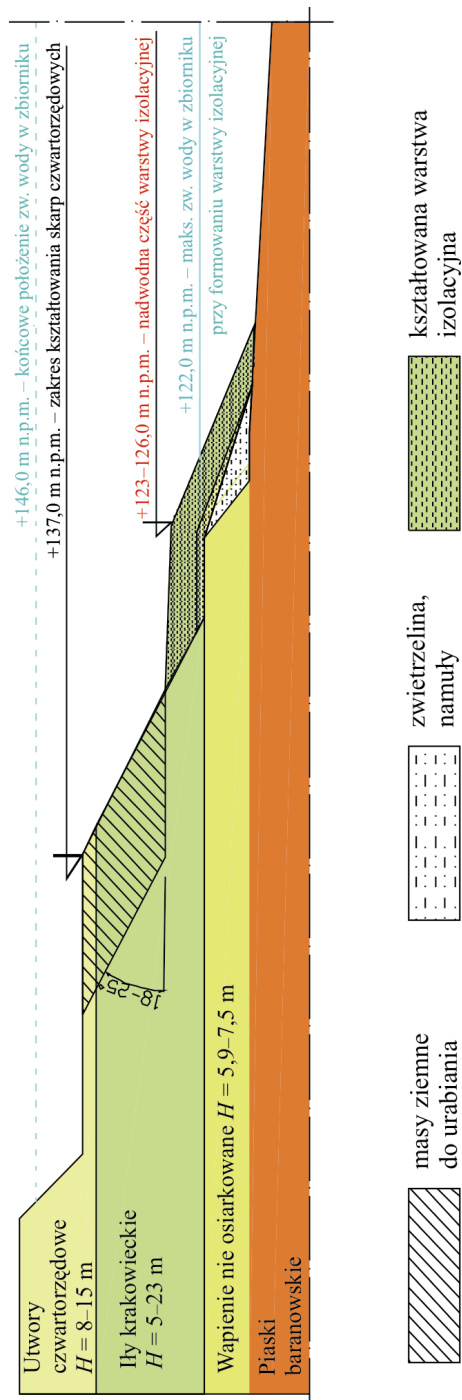 +146,0 m n.p.m. – końcowe położenie zw. wody w zbiorniku
+137,0 m n.p.m. – zakres kształtowania skarp czwartorzędowych
+123–126,0 m n.p.m. – nadwodna część warstwy izolacyjnej
+122,0 m n.p.m. – maks. zw. wody w zbiorniku
przy formowaniu warstwy izolacyjnej
Utwory
czwartorzędowe
H = 8–15 m
Iły krakowieckie
H = 5–23 m
18–25°
Wapienie nie osiarkowane H = 5,9–7,5 m
Piaski
baranowskie
masy ziemne
do urabiania
zwietrzelina,
namuły
kształtowana warstwa
izolacyjna